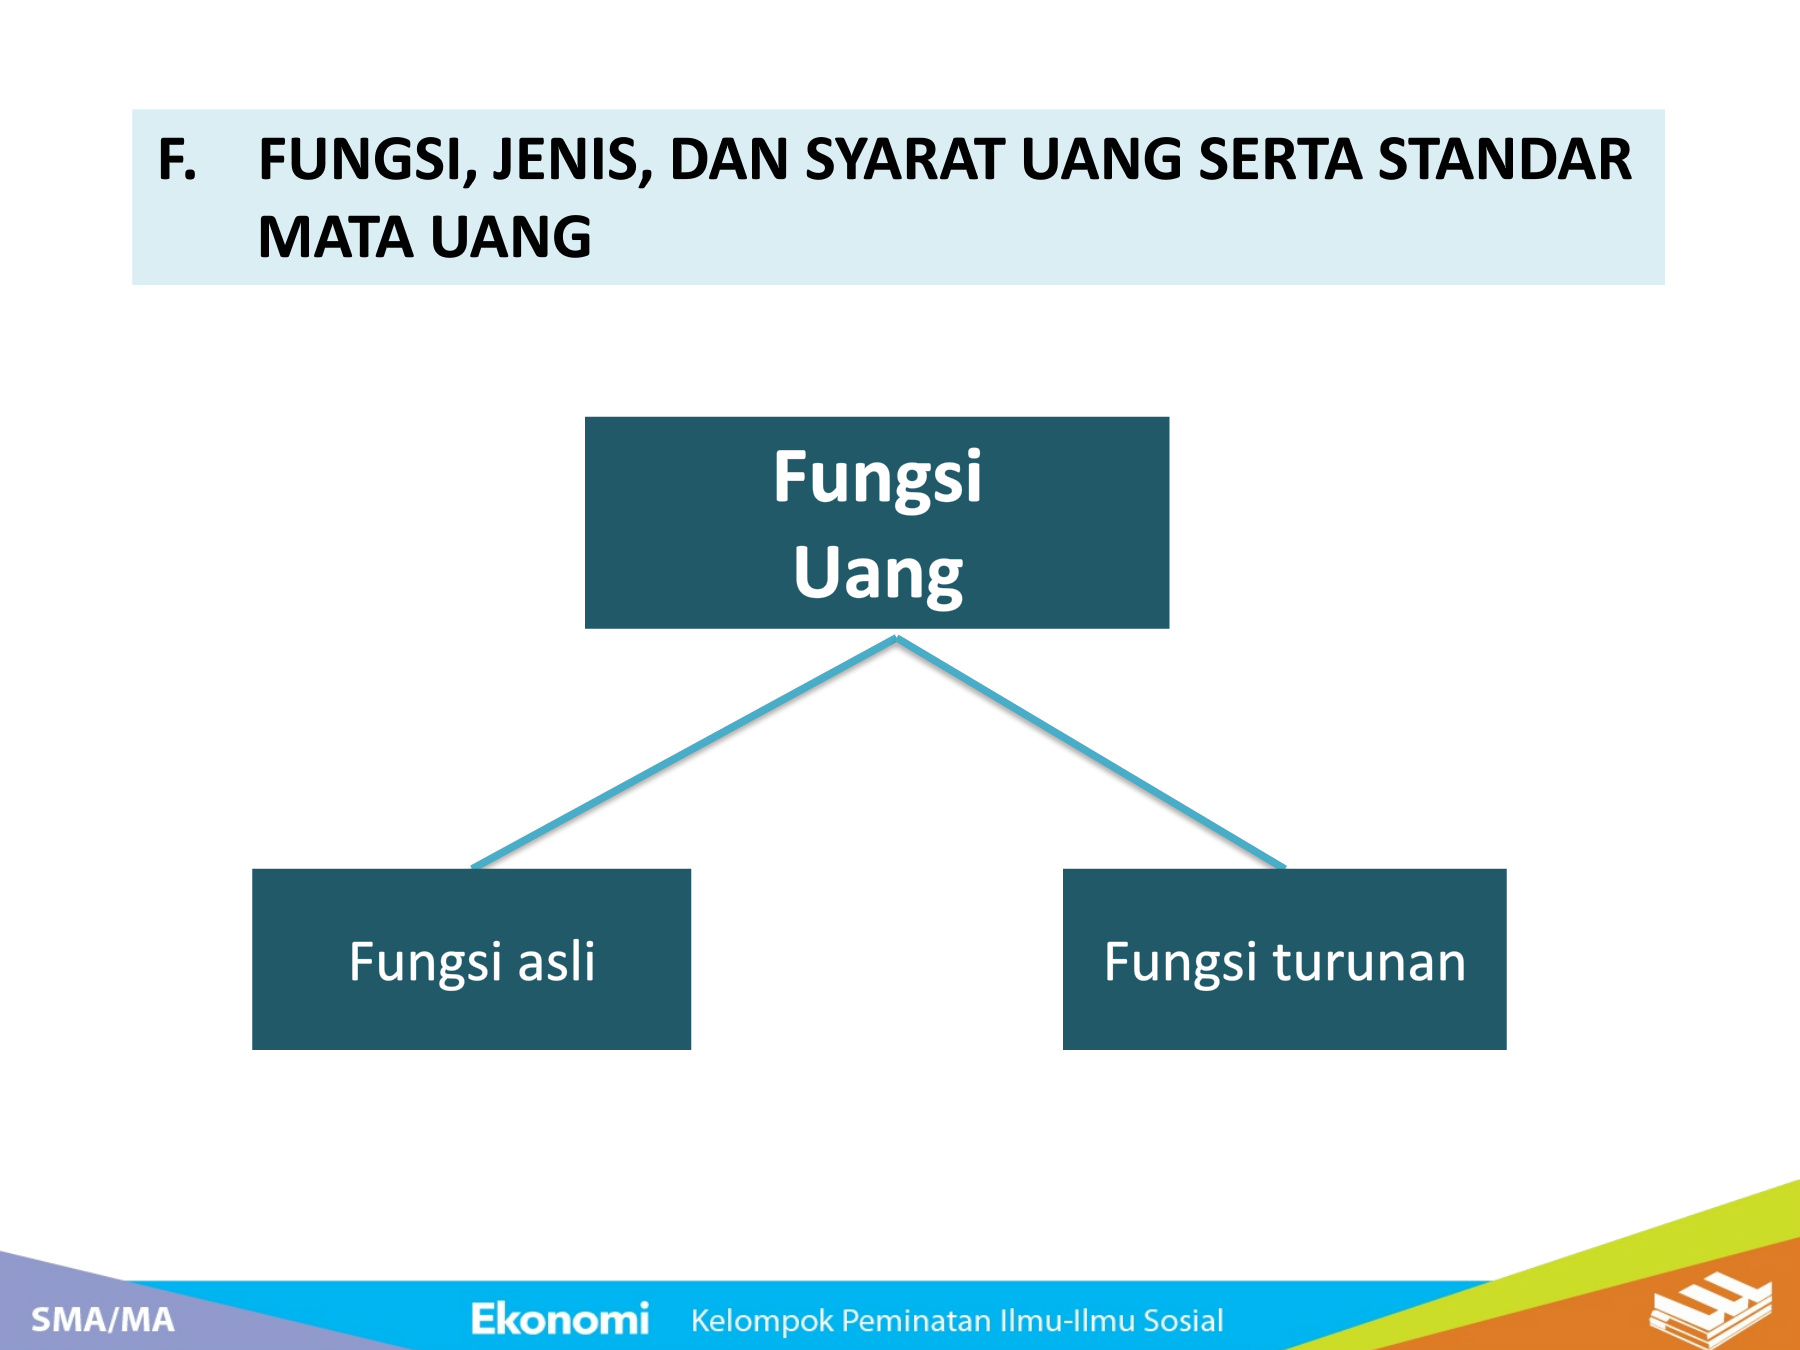 F. FUNGSI, JENIS, DAN SYARAT UANG SERTA STANDAR
MATA UANG
Fungsi
Uang
Fungsi asli
Fungsi turunan
SMA/MA
Ekonomi Kelompok Peminatan Ilmu-Ilmu Sosial